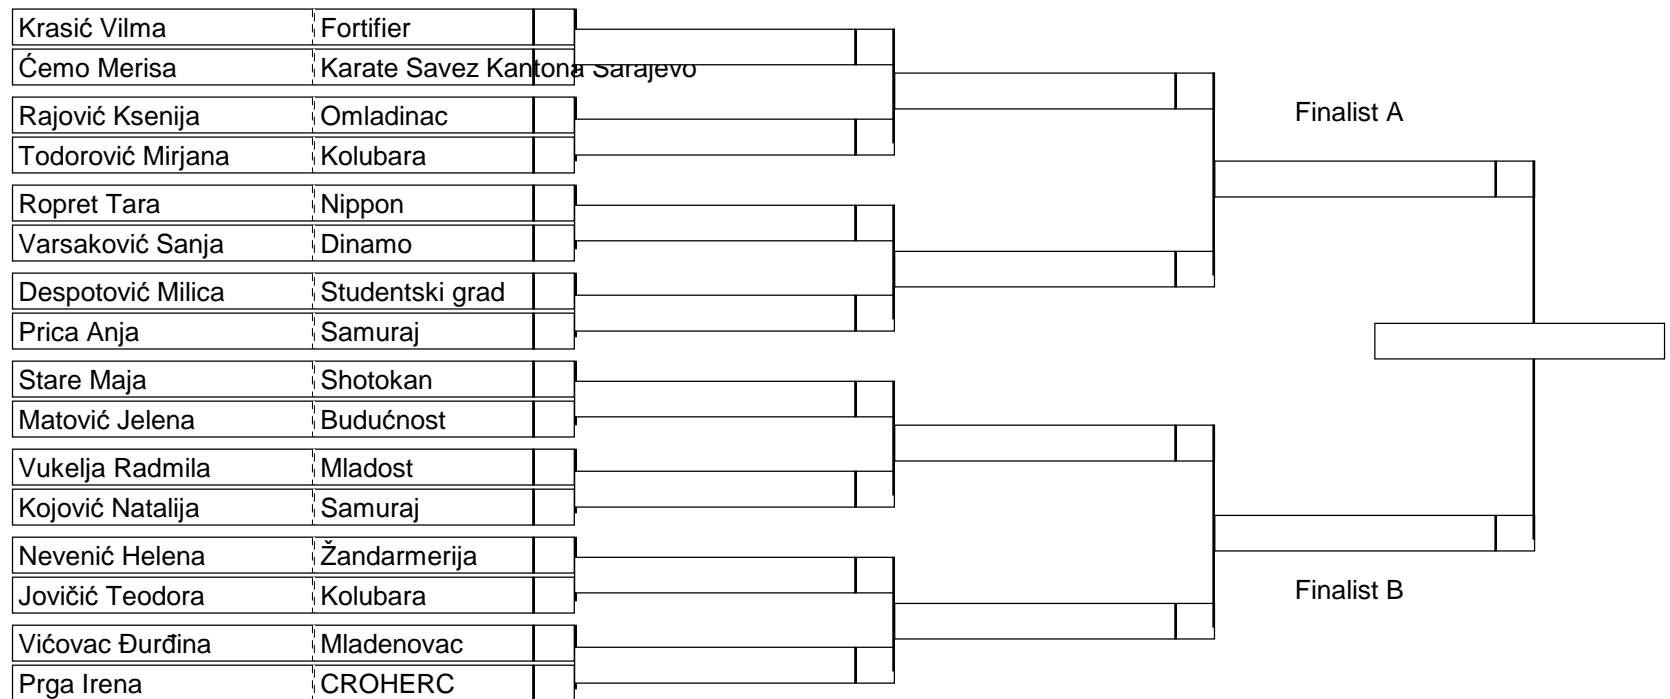 Krasić Vilma Fortifier
Ćemo Merisa Karate Savez Kantona Sarajevo
Finalist A
Rajović Ksenija Omladinac
Todorović Mirjana Kolubara
Ropret Tara Nippon
Varsaković Sanja Dinamo
Despotović Milica Studentski grad
Prica Anja Samuraj
Stare Maja Shotokan
Matović Jelena Budućnost
Vukelja Radmila Mladost
Kojović Natalija Samuraj
Nevenić Helena Žandarmerija
Jovičić Teodora Kolubara
Finalist B
Vićovac Đurđina Mladenovac
Prga Irena CROHERC